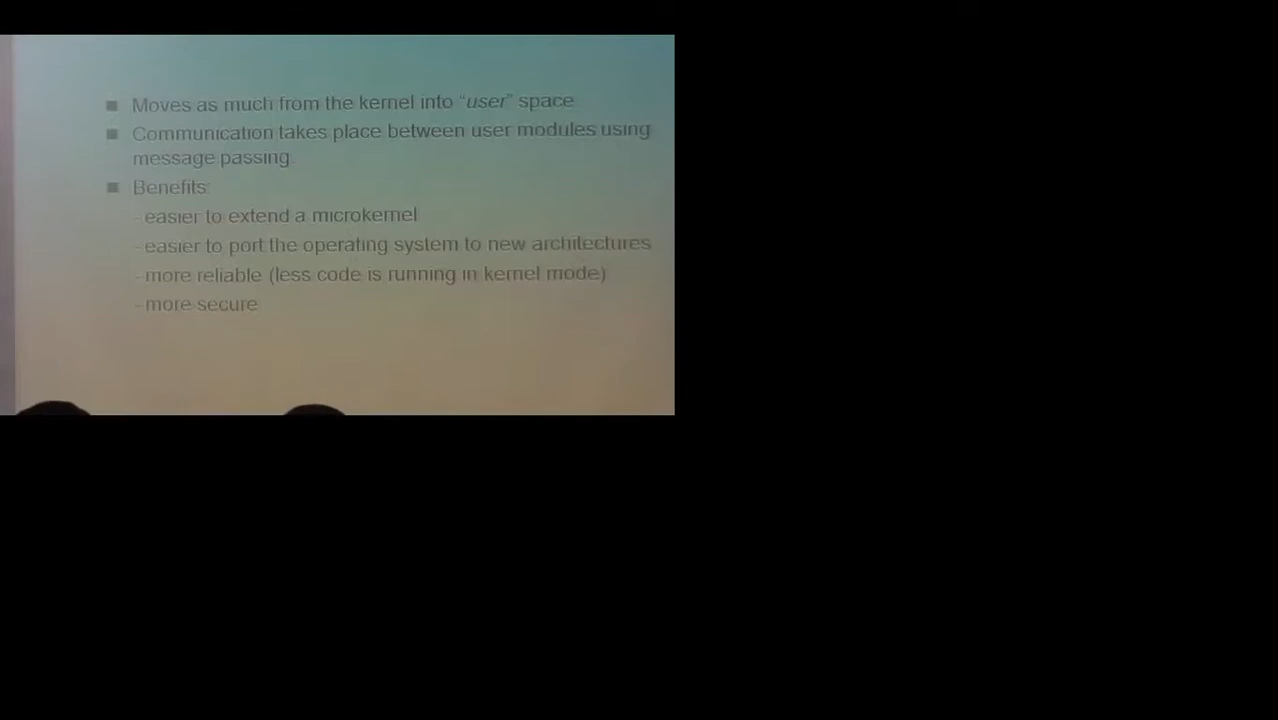 Moves as much from the kernel into “user” space
Communication takes place between user modules using
message passing.
Benefits:
- easier to extend a microkernel
- easier to port the operating system to new architectures
- more reliable (less code is running in kernel mode)
- more secure